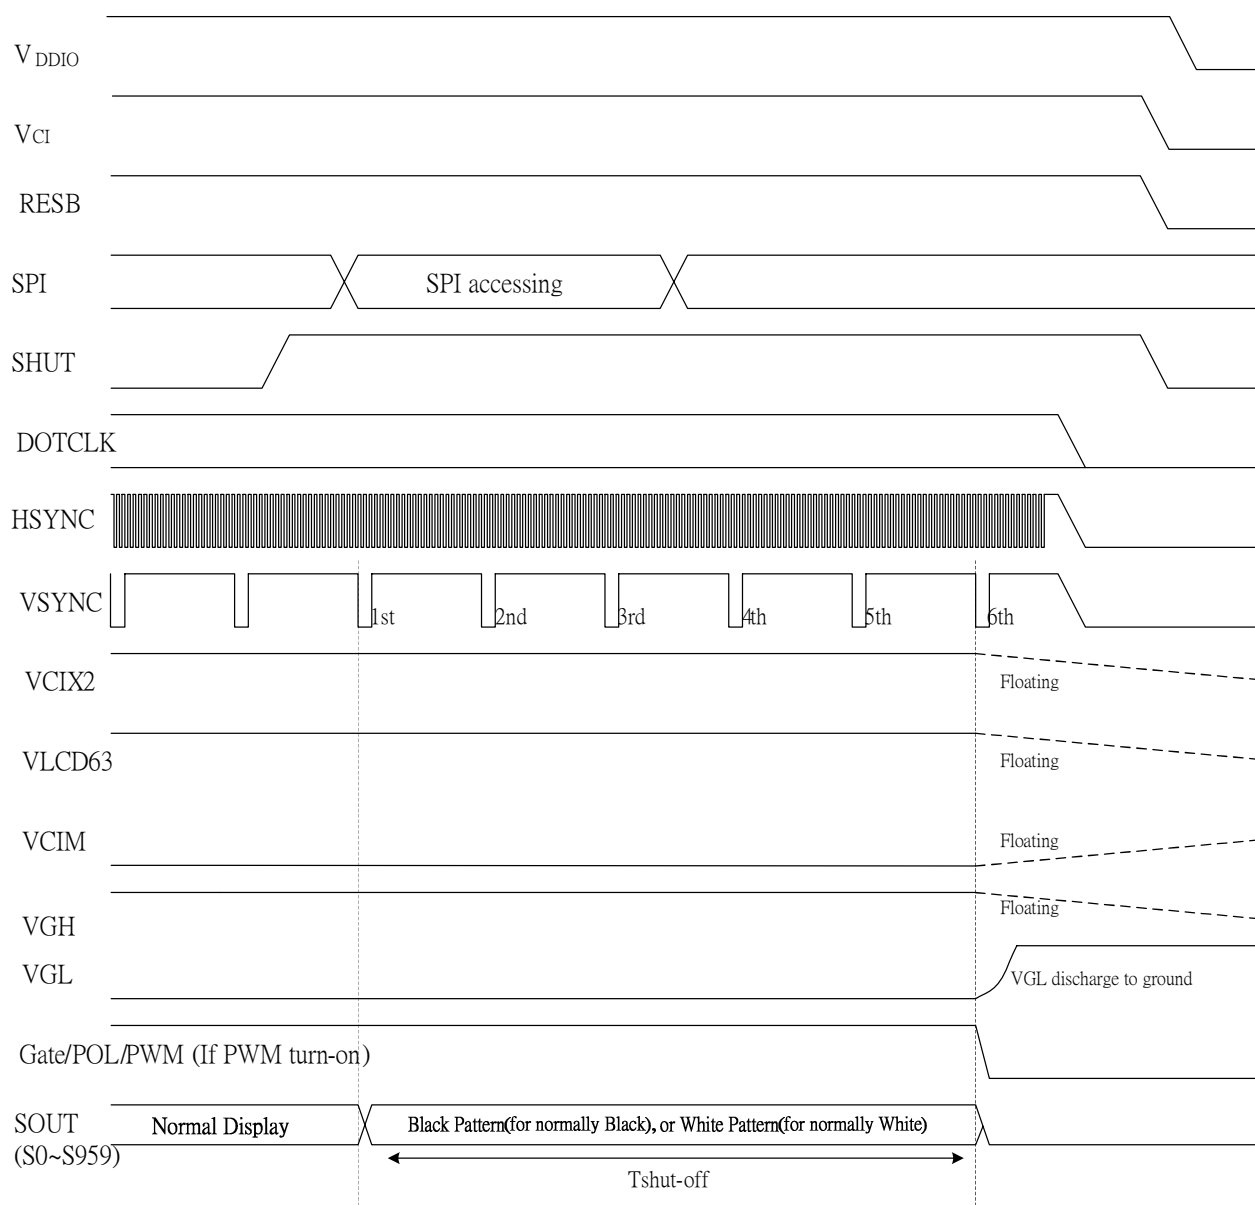 VDDIO
VCI
RESB
SPI
SPI accessing
SHUT
DOTCLK
HSYNC
VSYNC
1st
2nd
3rd
4th
5th
6th
VCIX2
Floating
VLCD63
Floating
VCIM
Floating
VGH
Floating
VGL
VGL discharge to ground
Gate/POL/PWM (If PWM turn-on)
SOUT
(S0~S959)
Normal Display
Black Pattern(for normally Black), or White Pattern(for normally White)
Tshut-off